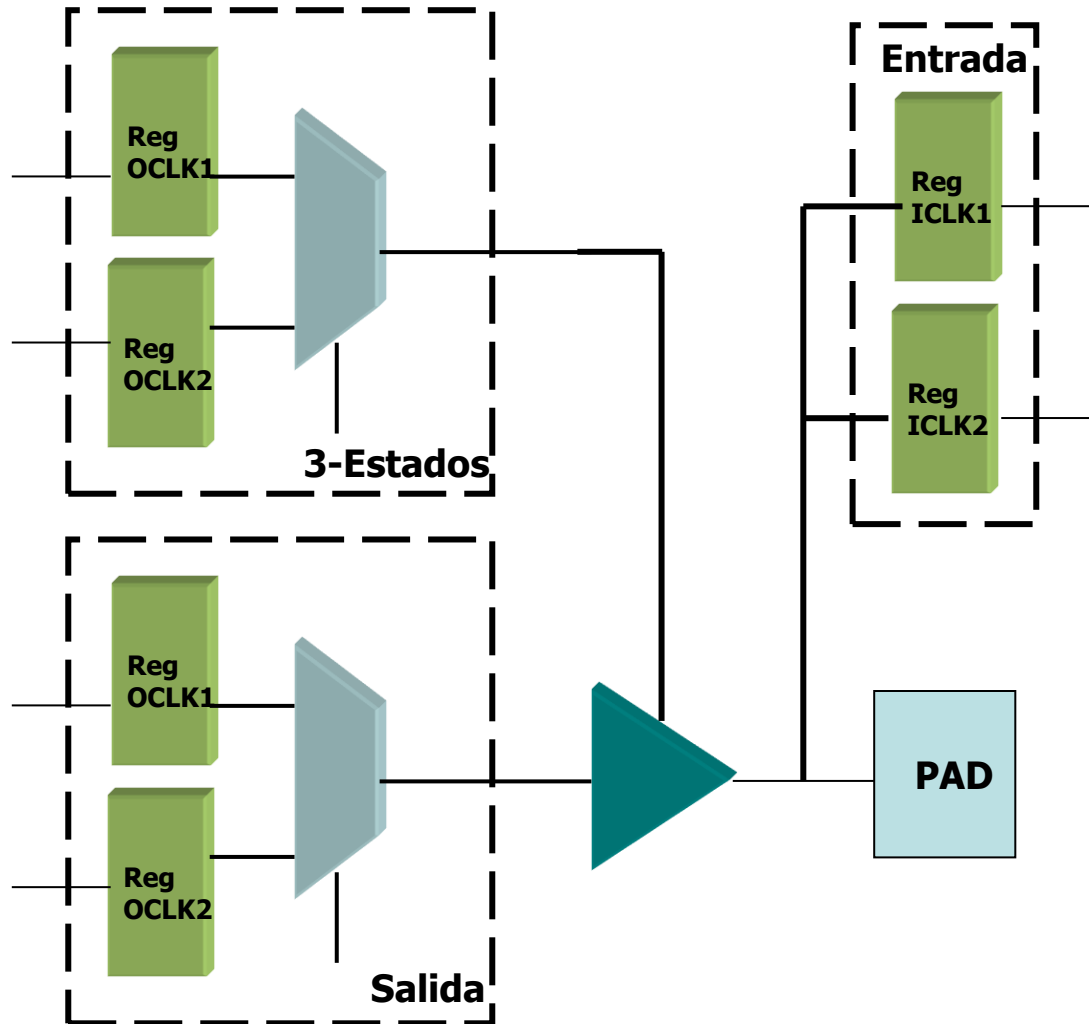 Reg
OCLK1
Reg
OCLK2
3-Estados
Entrada
Reg
ICLK1
Reg
ICLK2
Reg
OCLK1
Reg
OCLK2
Salida
PAD